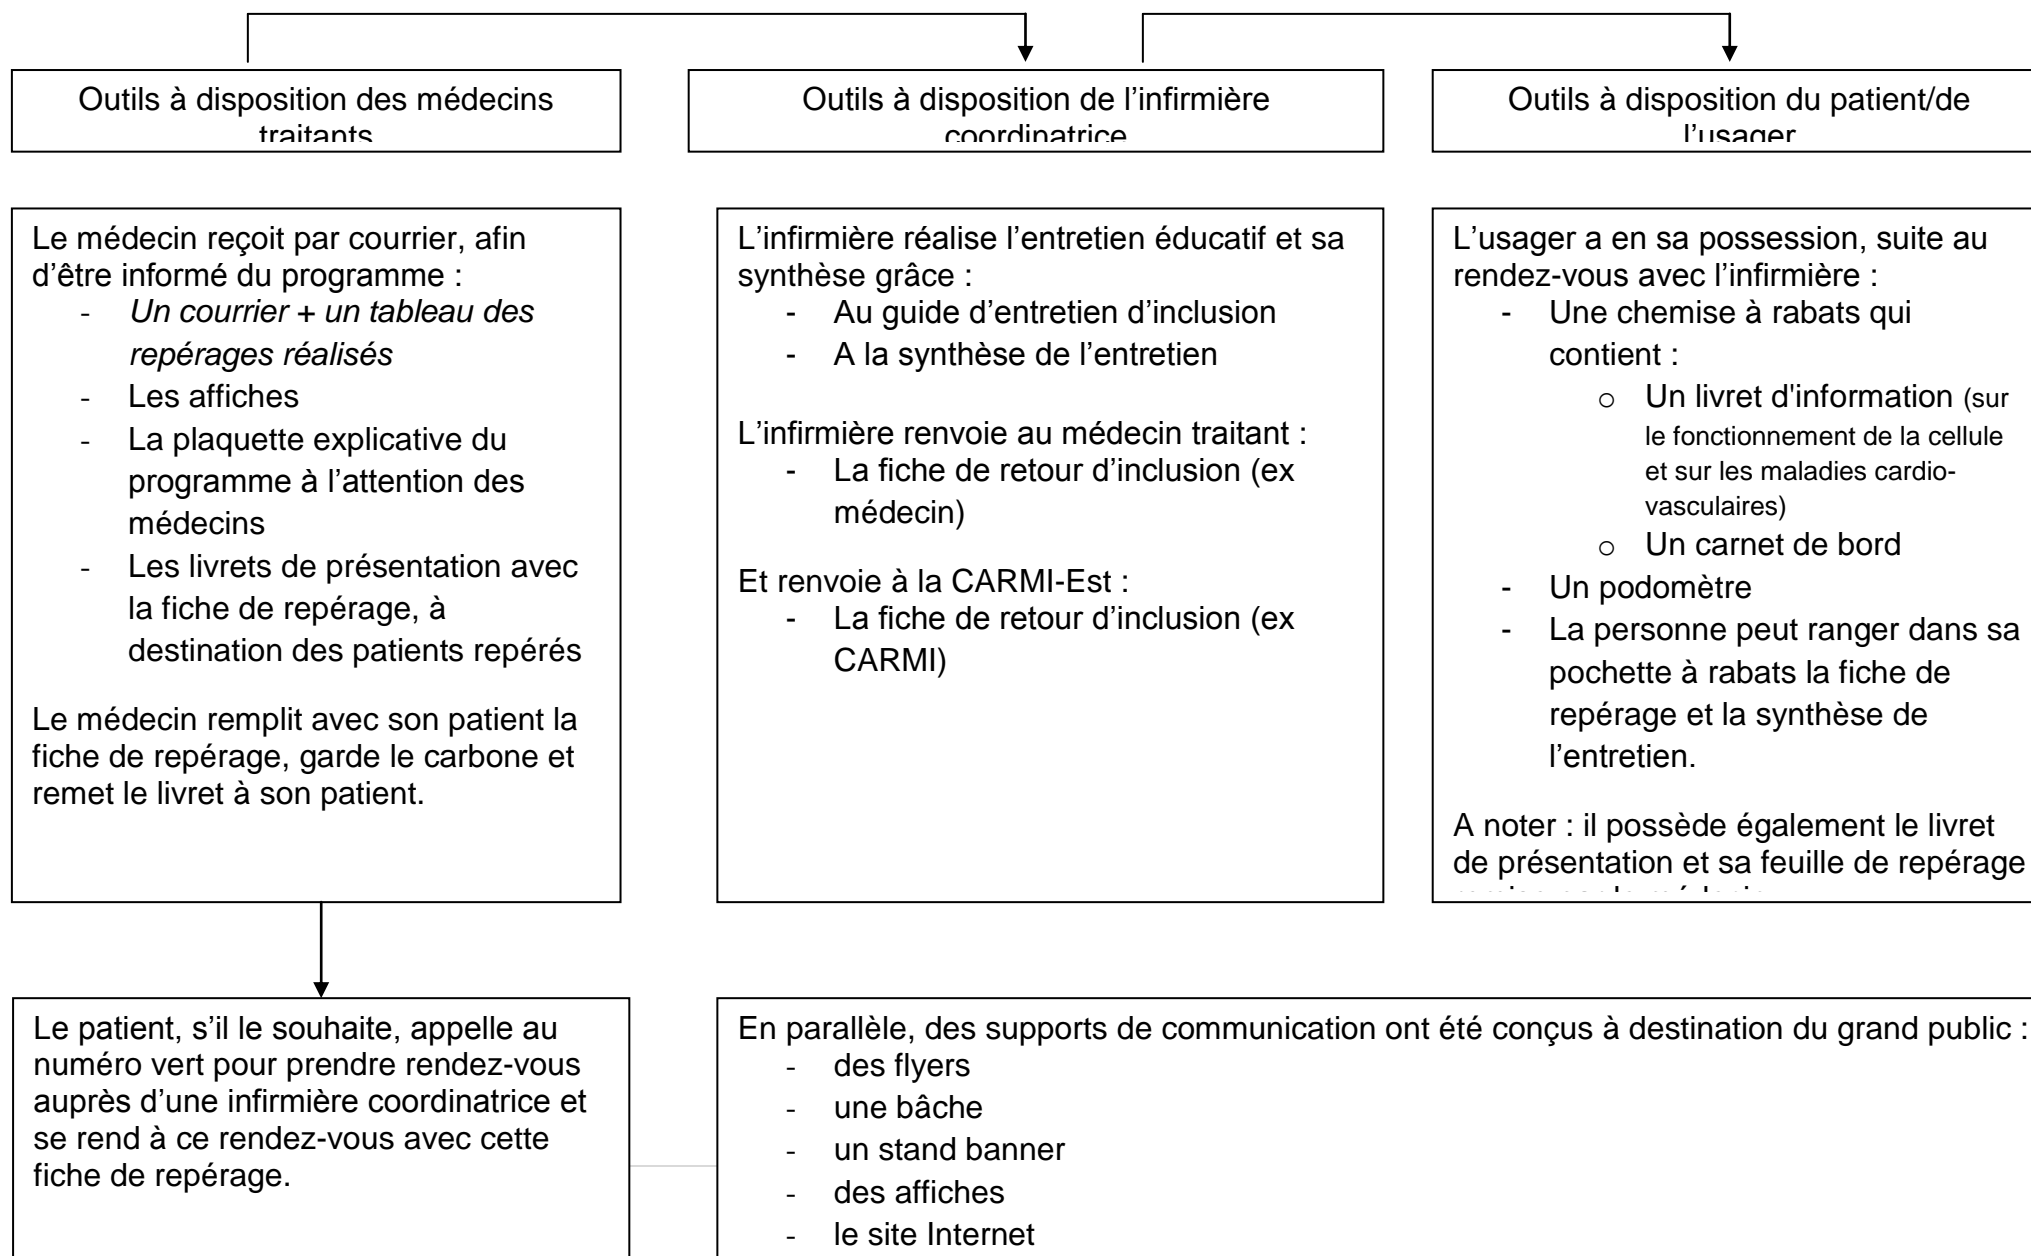 Outils à disposition des médecins
traitants
Outils à disposition de l’infirmière
coordinatrice
Outils à disposition du patient/de
l’usager
Le médecin reçoit par courrier, afin
d’être informé du programme :
- Un courrier + un tableau des
repérages réalisés
- Les affiches
- La plaquette explicative du
programme à l’attention des
médecins
- Les livrets de présentation avec
la fiche de repérage, à
destination des patients repérés
Le médecin remplit avec son patient la
fiche de repérage, garde le carbone et
remet le livret à son patient.
L’infirmière réalise l’entretien éducatif et sa
synthèse grâce :
- Au guide d’entretien d’inclusion
- A la synthèse de l’entretien
L’infirmière renvoie au médecin traitant :
- La fiche de retour d’inclusion (ex
médecin)
Et renvoie à la CARMI-Est :
- La fiche de retour d’inclusion (ex
CARMI)
L’usager a en sa possession, suite au
rendez-vous avec l’infirmière :
- Une chemise à rabats qui
contient :
o Un livret d'information (sur
le fonctionnement de la cellule
et sur les maladies cardio-
vasculaires)
o Un carnet de bord
- Un podomètre
- La personne peut ranger dans sa
pochette à rabats la fiche de
repérage et la synthèse de
l’entretien.
A noter : il possède également le livret
de présentation et sa feuille de repérage
Le patient, s’il le souhaite, appelle au
numéro vert pour prendre rendez-vous
auprès d’une infirmière coordinatrice et
se rend à ce rendez-vous avec cette
fiche de repérage.
En parallèle, des supports de communication ont été conçus à destination du grand public :
- des flyers
- une bâche
- un stand banner
- des affiches
- le site Internet